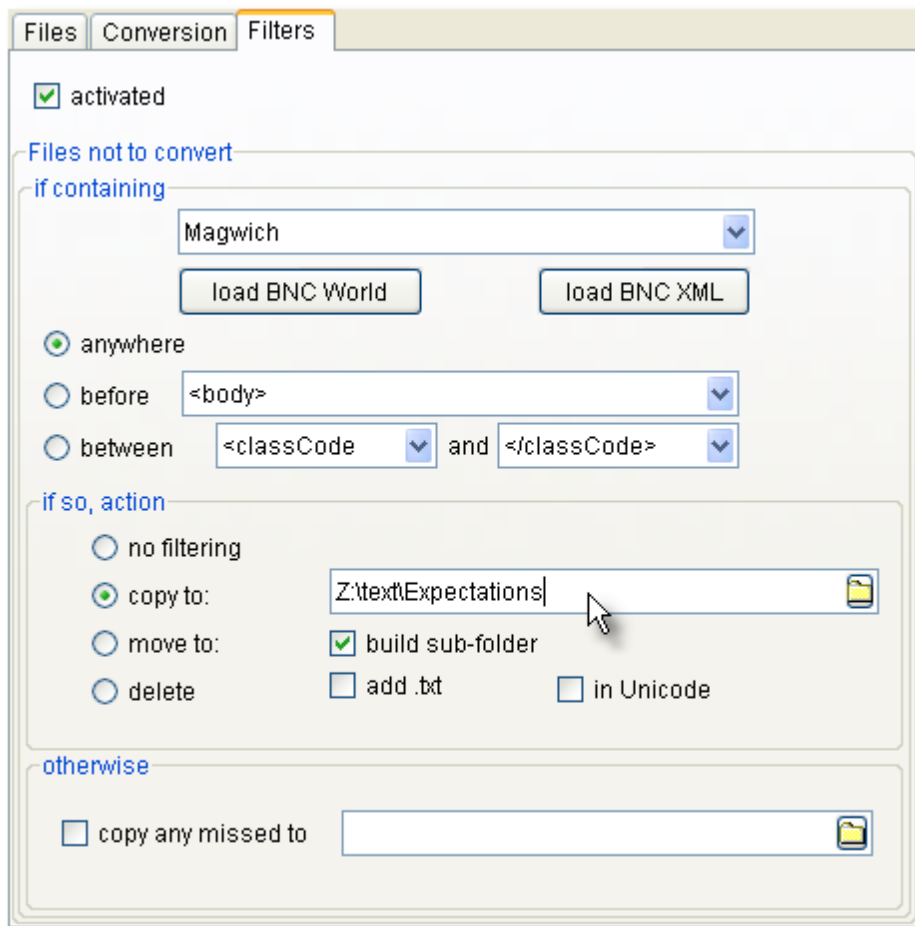 Files Conversion Filters
activated
Files not to convert
if containing
Magwich
load BNC World load BNC XML
anywhere
before <body>
between <classCode and </classCode>
if so, action
no filtering
copy to: Z:\text\Expectations
move to: build sub-folder
delete add .txt in Unicode
otherwise
copy any missed to